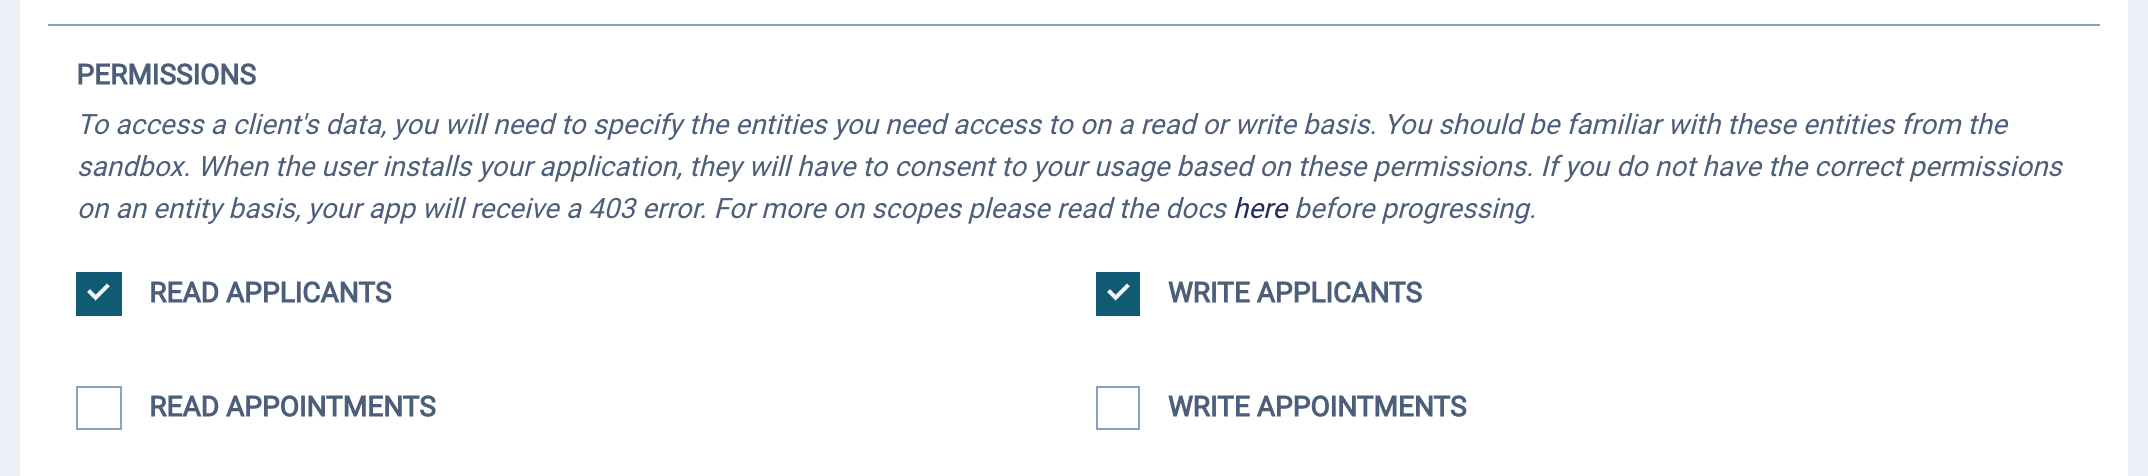 PERMISSIONS
To access a client's data, you will need to specify the entities you need access to on a read or write basis. You should be familiar with these entities from the
sandbox. When the user installs your application, they will have to consent to your usage based on these permissions. If you do not have the correct permissions
on an entity basis, your app will receive a 403 error. For more on scopes please read the docs here before progressing.
READ APPLICANTS
WRITE APPLICANTS
READ APPOINTMENTS
WRITE APPOINTMENTS